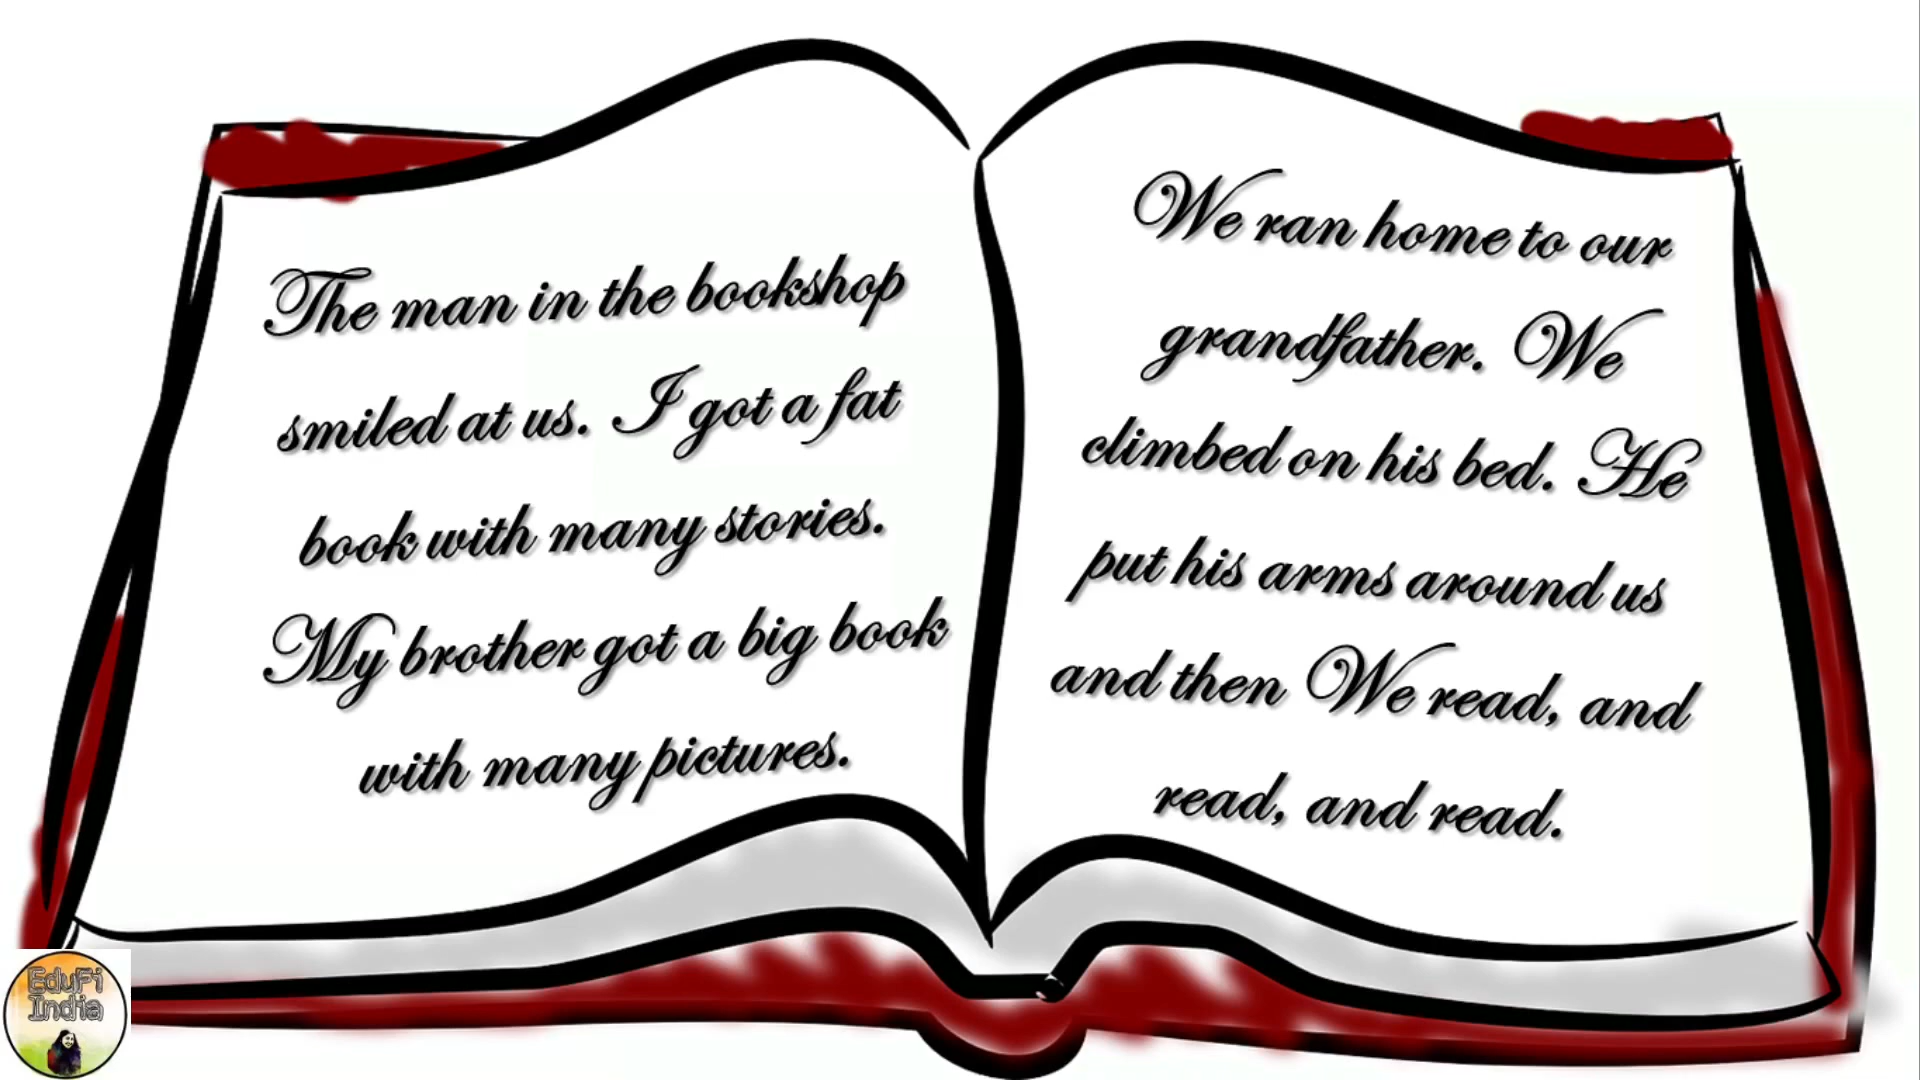 The man in the bookshop
smiled at us. I got a fat
book with many stories.
My brother got a big book
with many pictures.
We ran home to our
grandfather. We
climbed on his bed. He
put his arms around us
and then We read, and
read, and read.
EduFi
India